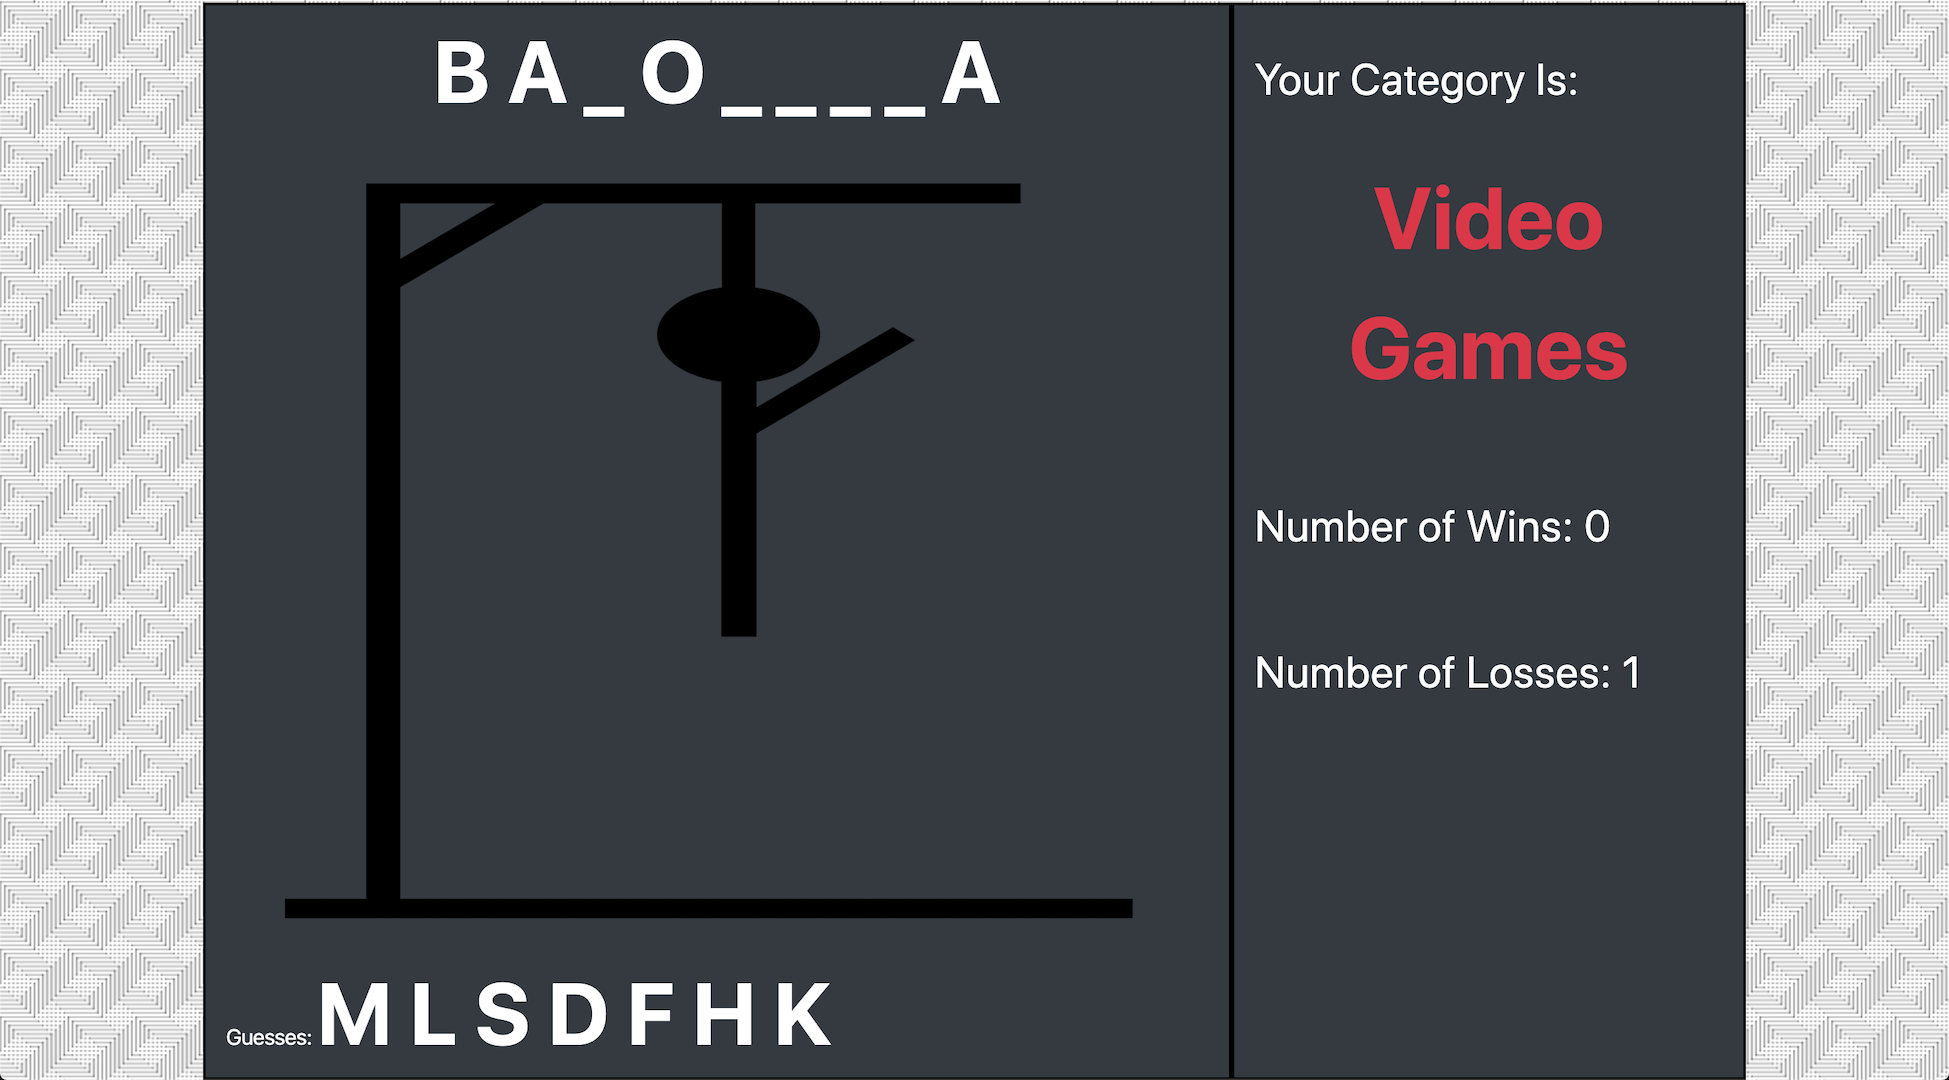 B A _ O _ _ _ _ A
Your Category Is:
Video
Games
Number of Wins: 0
Number of Losses: 1
Guesses: M L S D F H K